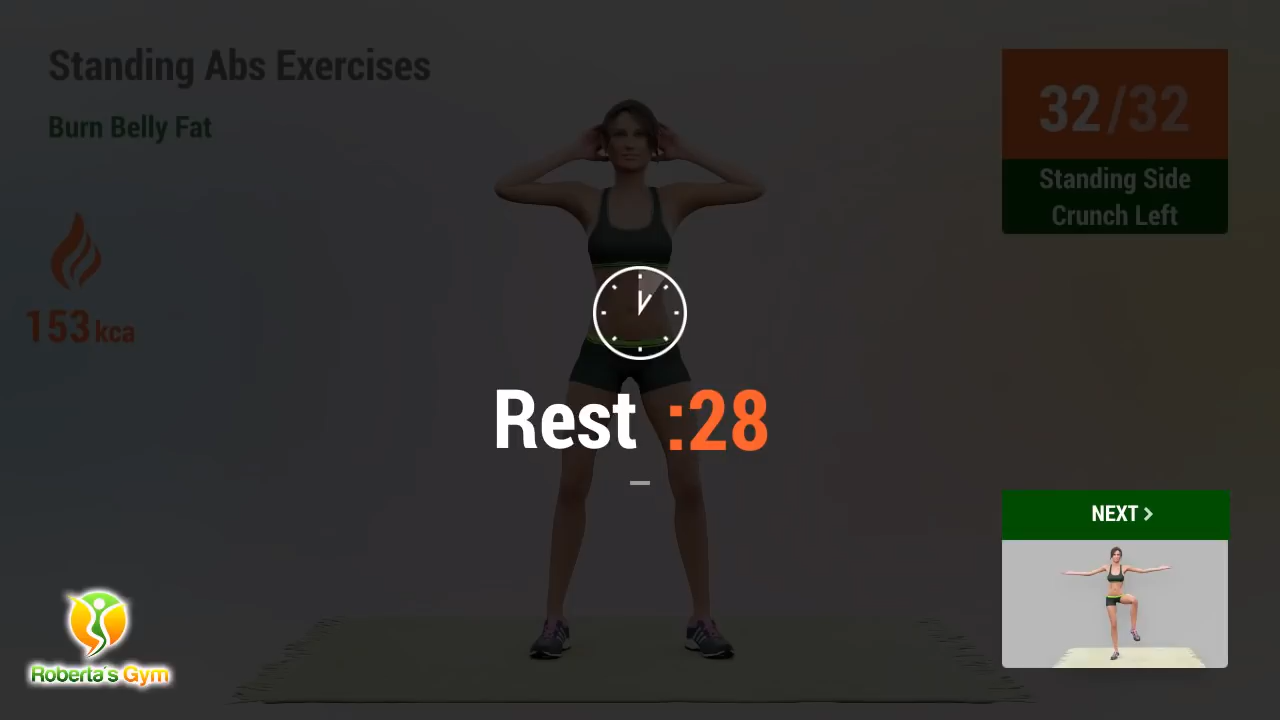 Standing Abs Exercises
Burn Belly Fat
32/32
Standing Side
Crunch Left
153 kca
Rest :28
NEXT >
Roberta´s Gym